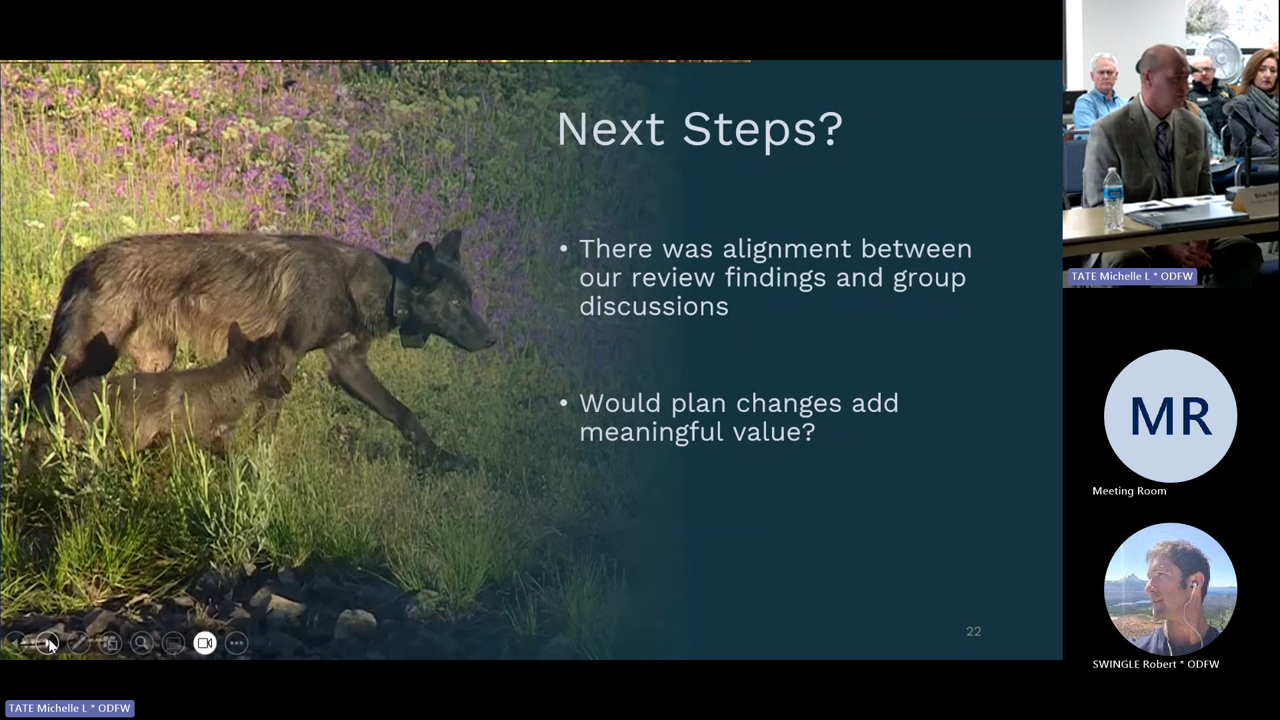 Next Steps?
• There was alignment between
our review findings and group
discussions
• Would plan changes add
meaningful value?
22
TATE Michelle L * ODFW
MR
Meeting Room
SWINGLE Robert * ODFW
TATE Michelle L * ODFW